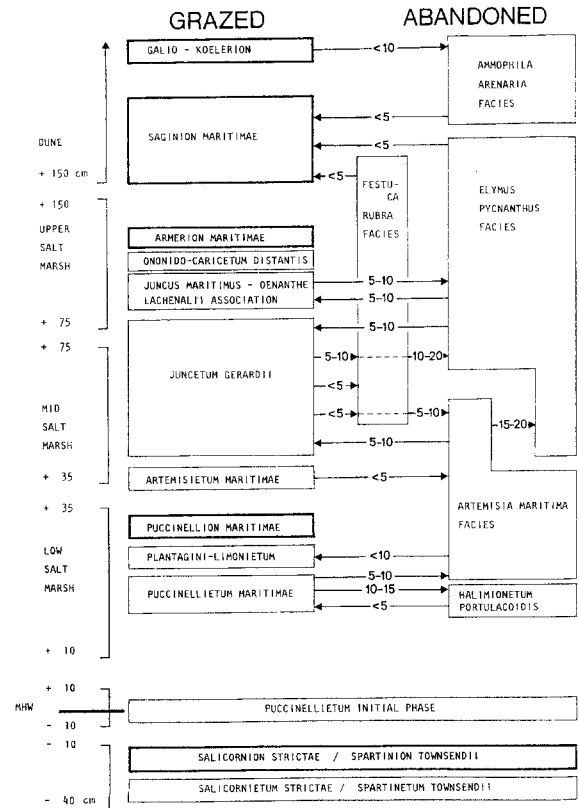 GRAZED ABANDONED
GALIO - KOELERION
<10
AMMOPHILA
ARENARIA
FACIES
<5
SAGINION MARITIMAE
<5
DUNE
+ 150 cm
<5
FESTU-
CA
RUBRA
FACIES
ELYMUS
PYCNANTHUS
FACIES
+ 150
UPPER
SALT
MARSH
ARMERION MARITIMAE
ONONIDO-CARICETUM DISTANTIS
JUNCUS MARITIMUS - OENANTHE
LACHENALII ASSOCIATION
5-10
5-10
+ 75
5-10
+ 75
JUNCETUM GERARDII
5-10
10-20
<5
<5
5-10
MID
SALT
MARSH
15-20
5-10
+ 35
ARTEMISIETUM MARITIMAE
<5
+ 35
ARTEMISIA MARITIMA
FACIES
PUCCINELLION MARITIMAE
LOW
SALT
MARSH
PLANTAGINI-LIMONIETUM
<10
5-10
PUCCINELLIETUM MARITIMAE
10-15
<5
HALIMIONETUM
PORTULACOIDIS
+ 10
+ 10
MHW
PUCCINELLIETUM INITIAL PHASE
- 10
- 10
SALICORNION STRICTAE / SPARTINION TOWNSENDII
SALICORNIETUM STRICTAE / SPARTINETUM TOWNSENDII
- 40 cm